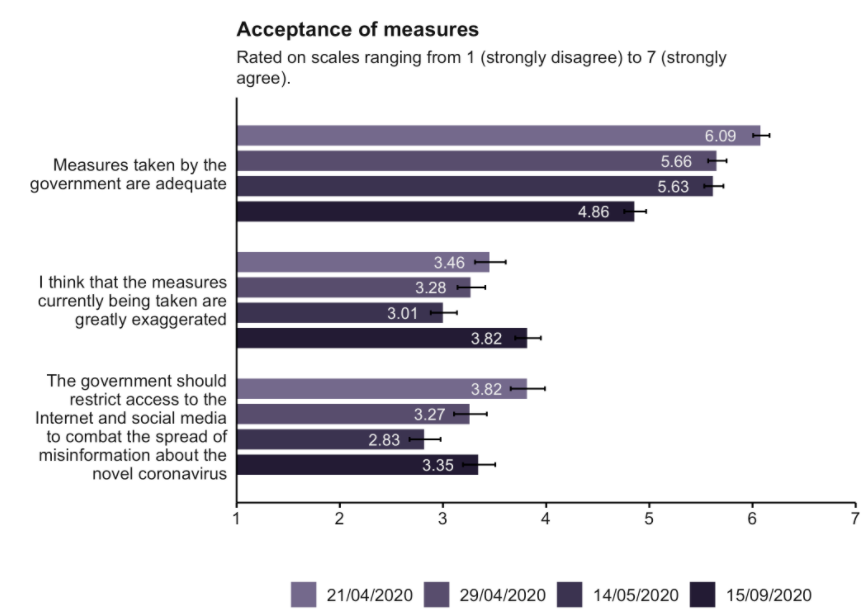 Acceptance of measures
Rated on scales ranging from 1 (strongly disagree) to 7 (strongly
agree).
Measures taken by the
government are adequate
6.09
5.66
5.63
4.86
I think that the measures
currently being taken are
greatly exaggerated
3.46
3.28
3.01
3.82
The government should
restrict access to the
Internet and social media
to combat the spread of
misinformation about the
novel coronavirus
3.82
3.27
2.83
3.35
1 2 3 4 5 6 7
21/04/2020 29/04/2020 14/05/2020 15/09/2020